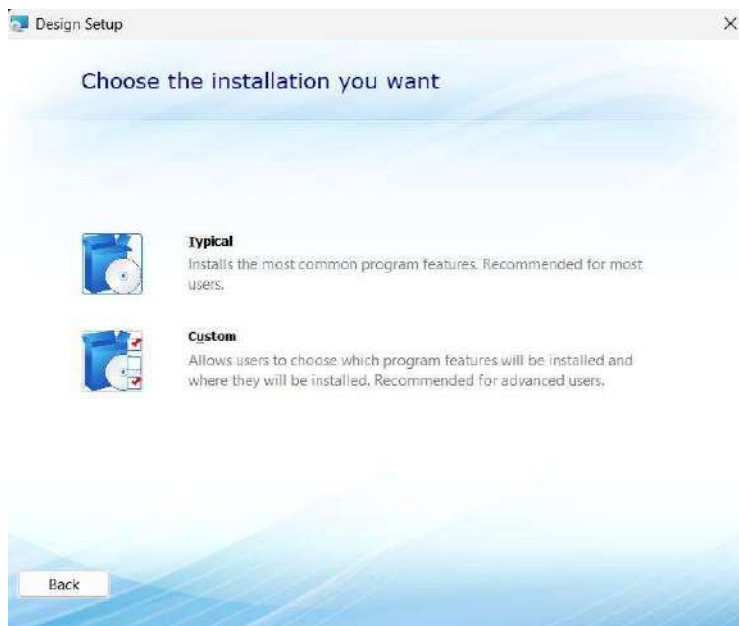 Design Setup
Choose the installation you want
Typical
Installs the most common program features. Recommended for most
users.
Custom
Allows users to choose which program features will be installed and
where they will be installed. Recommended for advanced users.
Back